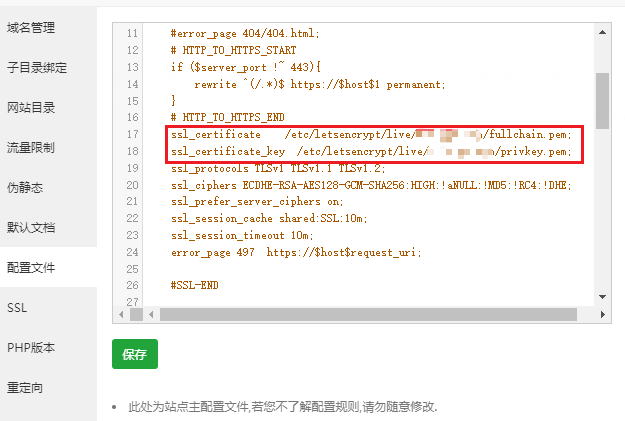 域名管理
子目录绑定
网站目录
流量限制
伪静态
默认文档
配置文件
SSL
PHP版本
重定向
11 #error_page 404/404.html;
12 # HTTP_TO_HTTPS_START
13 if ($server_port !~ 443){
14 rewrite ^(/.*)$ https://$host$1 permanent;
15 }
16 # HTTP_TO_HTTPS_END
17 ssl_certificate /etc/letsencrypt/live/ /fullchain.pem;
18 ssl_certificate_key /etc/letsencrypt/live/ /privkey.pem;
19 ssl_protocols TLSv1 TLSv1.1 TLSv1.2;
20 ssl_ciphers ECDHE-RSA-AES128-GCM-SHA256:HIGH:!aNULL:!MD5:!RC4:!DHE;
21 ssl_prefer_server_ciphers on;
22 ssl_session_cache shared:SSL:10m;
23 ssl_session_timeout 10m;
24 error_page 497 https://$host$request_uri;
25
26 #SSL-END
27
保存
• 此处为站点主配置文件,若您不了解配置规则,请勿随意修改.